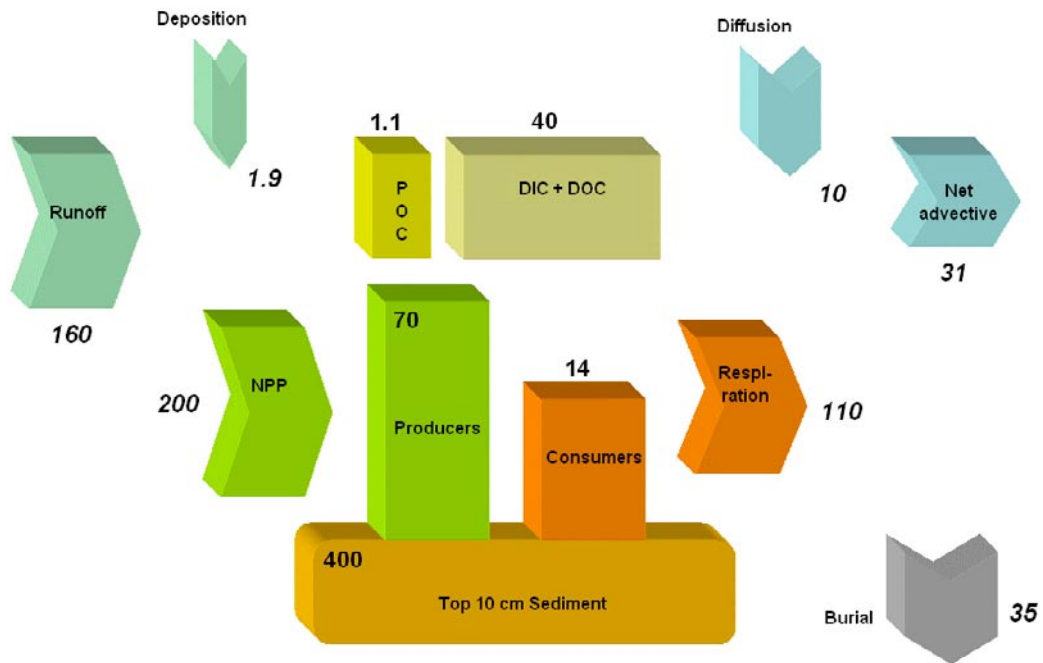 Deposition
Diffusion
1.1
40
1.9
10
P
O
C
DIC + DOC
Runoff
Net
advective
160
31
70
14
NPP
Respi-
ration
200
110
Producers
Consumers
400
Top 10 cm Sediment
Burial
35